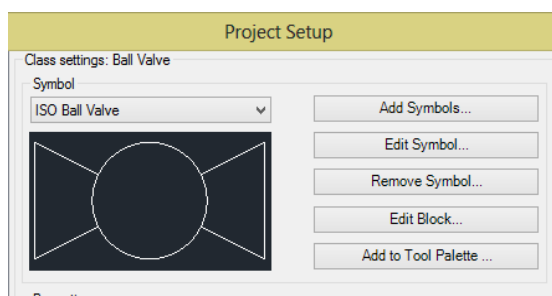 Project Setup
Class settings: Ball Valve
Symbol
ISO Ball Valve
Add Symbols...
Edit Symbol...
Remove Symbol...
Edit Block...
Add to Tool Palette ...